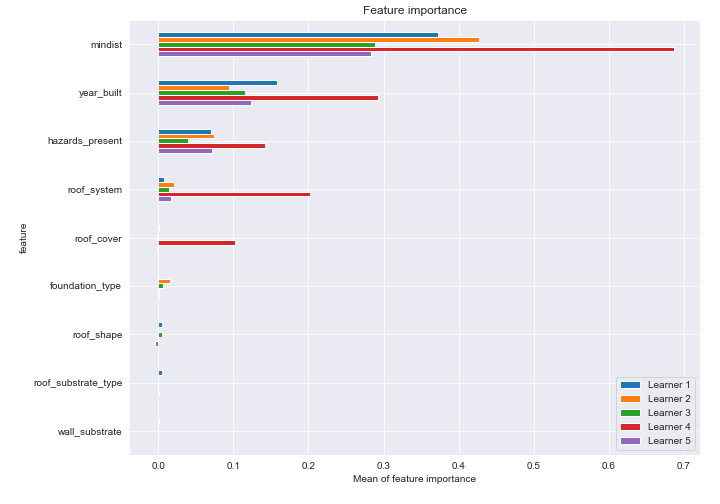 Feature importance
mindist
year_built
hazards_present
roof_system
roof_cover
foundation_type
roof_shape
roof_substrate_type
wall_substrate
feature
Learner 1
Learner 2
Learner 3
Learner 4
Learner 5
0.0 0.1 0.2 0.3 0.4 0.5 0.6 0.7
Mean of feature importance